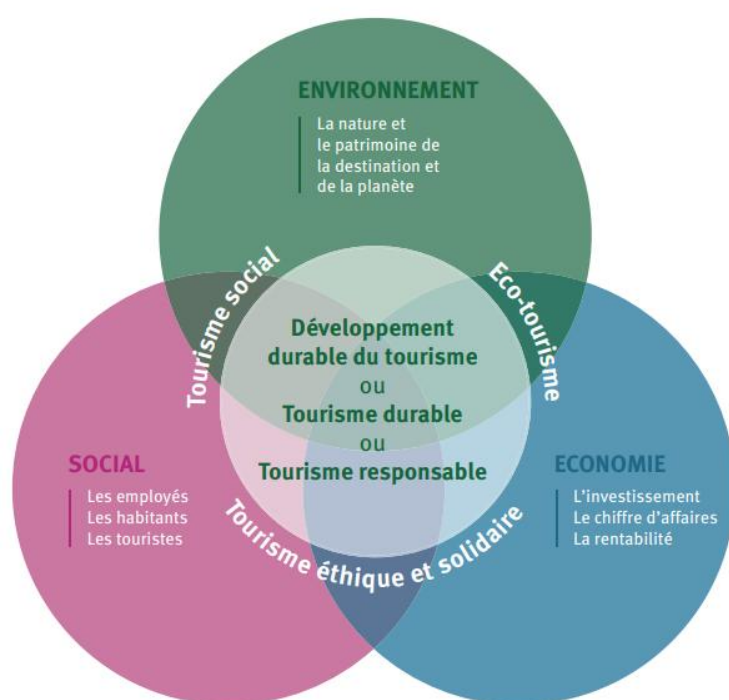 ENVIRONNEMENT
La nature et
le patrimoine de
la destination et
de la planète
Tourisme social
Eco-tourisme
Développement
durable du tourisme
ou
Tourisme durable
ou
Tourisme responsable
SOCIAL
Les employés
Les habitants
Les touristes
ECONOMIE
L'investissement
Le chiffre d'affaires
La rentabilité
Tourisme éthique et solidaire